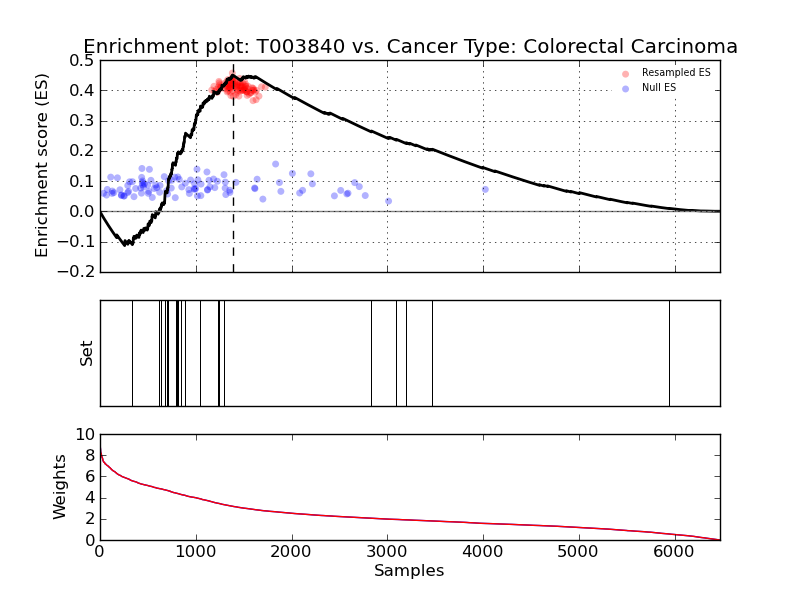 Enrichment plot: T003840 vs. Cancer Type: Colorectal Carcinoma
Enrichment score (ES)
0.5
0.4
0.3
0.2
0.1
0.0
−0.1
−0.2
Resampled ES
Null ES
Set
Weights
10
8
6
4
2
0
0 1000 2000 3000 4000 5000 6000
Samples